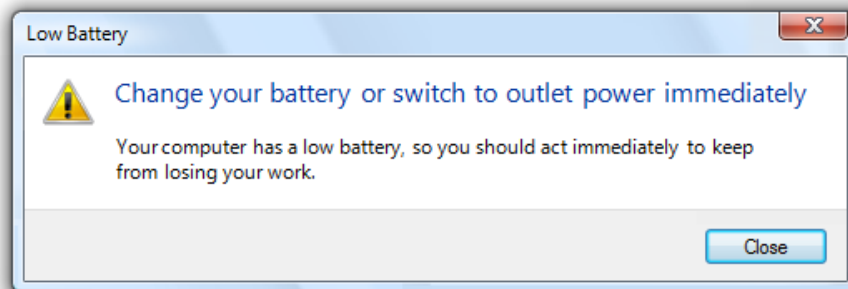 Low Battery
Change your battery or switch to outlet power immediately
Your computer has a low battery, so you should act immediately to keep
from losing your work.
Close